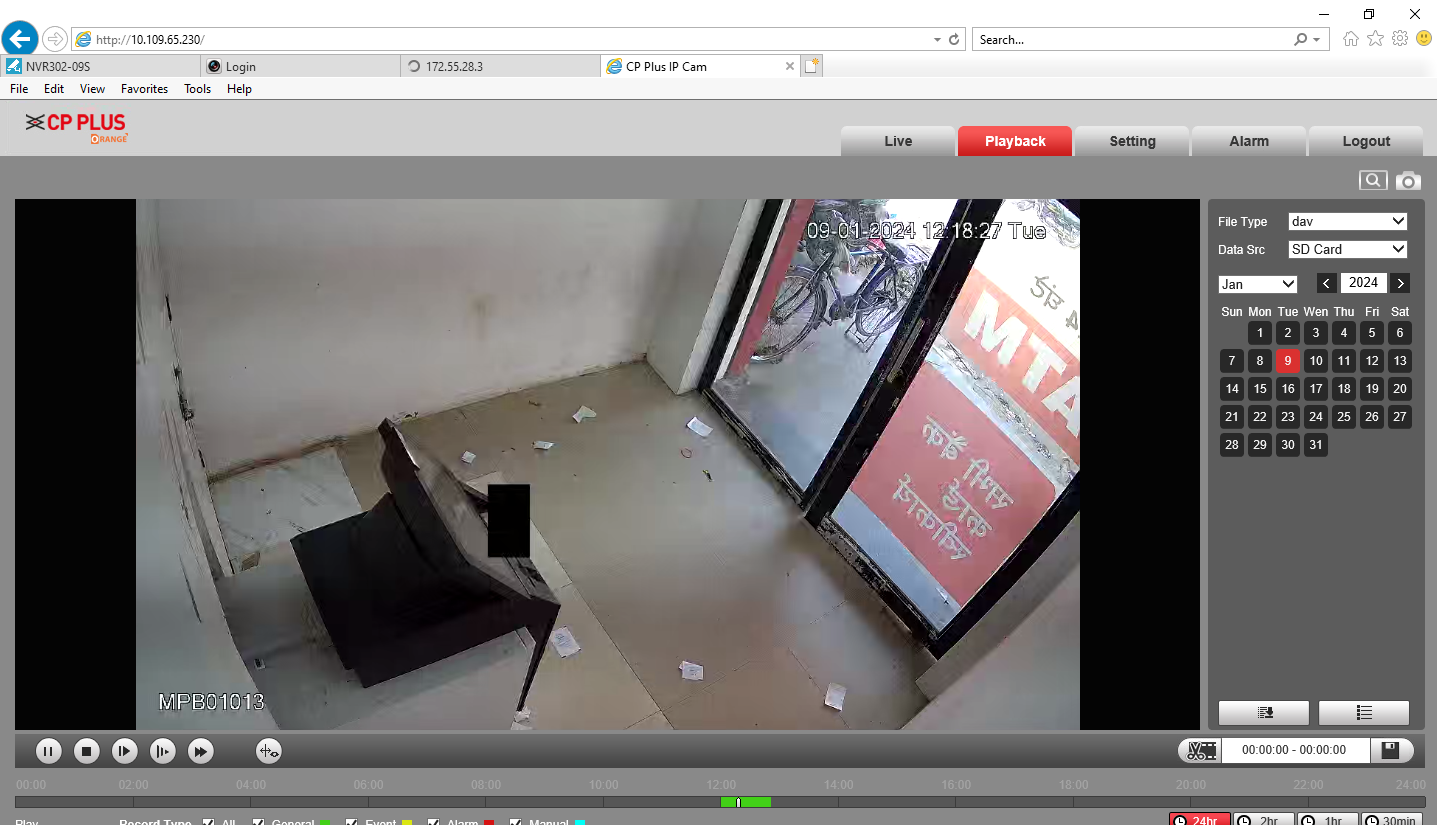 http://10.109.65.230/
Search...
NVR302-09S
Login
172.55.28.3
CP Plus IP Cam
File Edit View Favorites Tools Help
CP PLUS
ORANGE
Live
Playback
Setting
Alarm
Logout
09-01-2024 12:18:27 Tue
MTA
MPB01013
File Type
dav
Data Src
SD Card
Jan
2024
Sun Mon Tue Wen Thu Fri Sat
1 2 3 4 5 6
7 8 9 10 11 12 13
14 15 16 17 18 19 20
21 22 23 24 25 26 27
28 29 30 31
00:00:00 - 00:00:00
00:00 02:00 04:00 06:00 08:00 10:00 12:00 14:00 16:00 18:00 20:00 22:00 24:00
Play Record Type All General Event Alarm Manual 24hr 2hr 1hr 30min